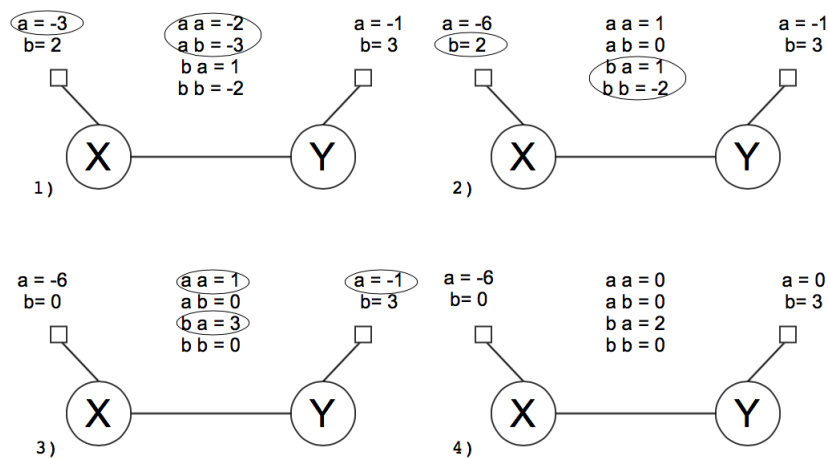 a = -3
b= 2
a a = -2
a b = -3
b a = 1
b b = -2
a = -1
b= 3
X
Y
1)
a = -6
b= 2
a a = 1
a b = 0
b a = 1
b b = -2
a = -1
b= 3
X
Y
2)
a = -6
b= 0
a a = 1
a b = 0
b a = 3
b b = 0
a = -1
b= 3
X
Y
3)
a = -6
b= 0
a a = 0
a b = 0
b a = 2
b b = 0
a = 0
b= 3
X
Y
4)